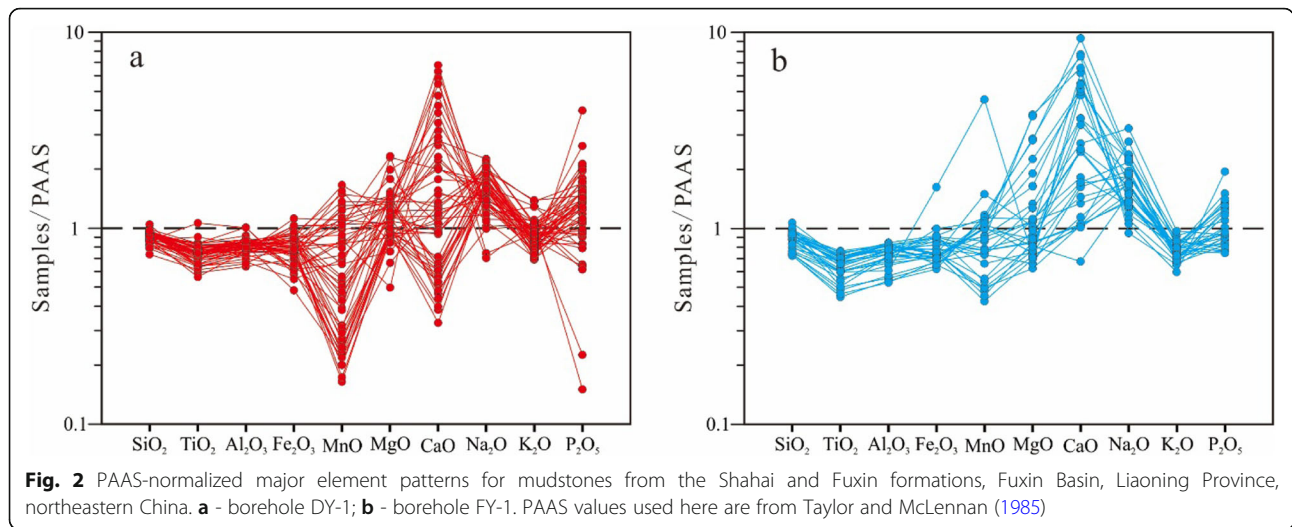 10
a
Samples/PAAS
1
0.1
SiO₂ TiO₂ Al₂O₃ Fe₂O₃ MnO MgO CaO Na₂O K₂O P₂O₅
10
b
Samples/PAAS
1
0.1
SiO₂ TiO₂ Al₂O₃ Fe₂O₃ MnO MgO CaO Na₂O K₂O P₂O₅
Fig. 2 PAAS-normalized major element patterns for mudstones from the Shahai and Fuxin formations, Fuxin Basin, Liaoning Province,
northeastern China. a - borehole DY-1; b - borehole FY-1. PAAS values used here are from Taylor and McLennan (1985)